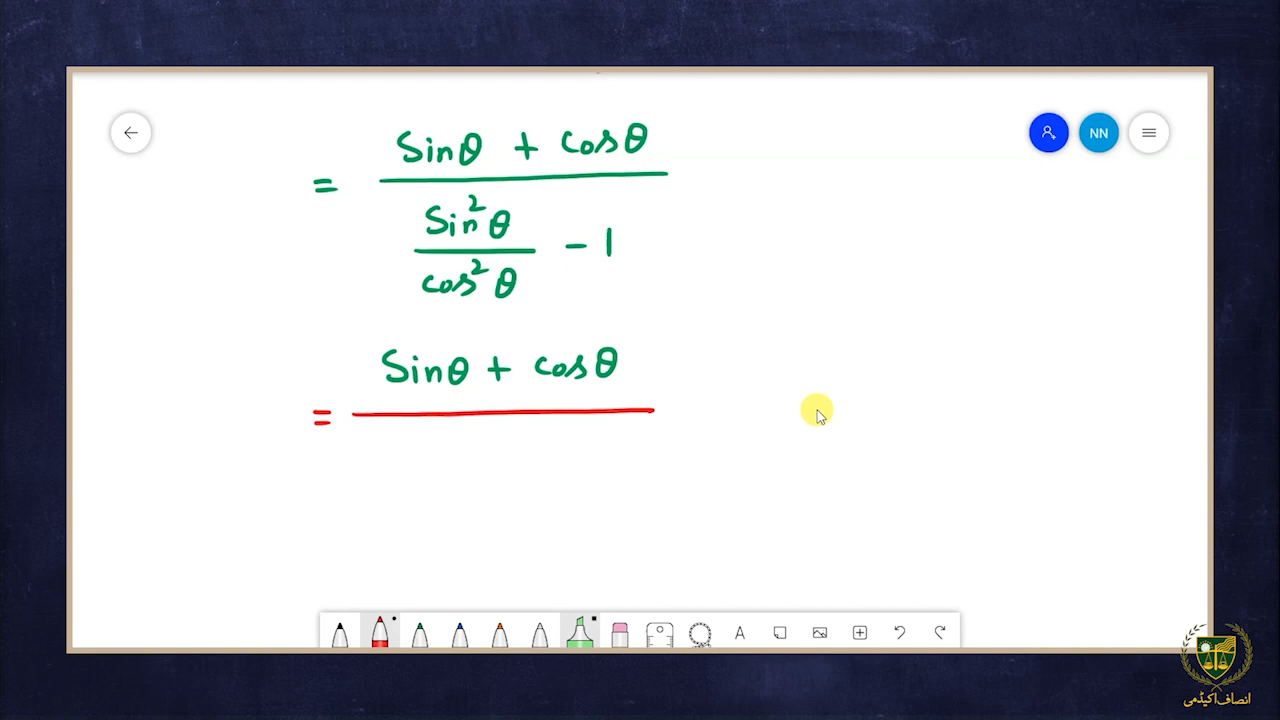 NN
Sinθ + cosθ
=
Sin²θ
— - 1
cos²θ
Sinθ + cosθ
=
A
انصاف اکیڈمی